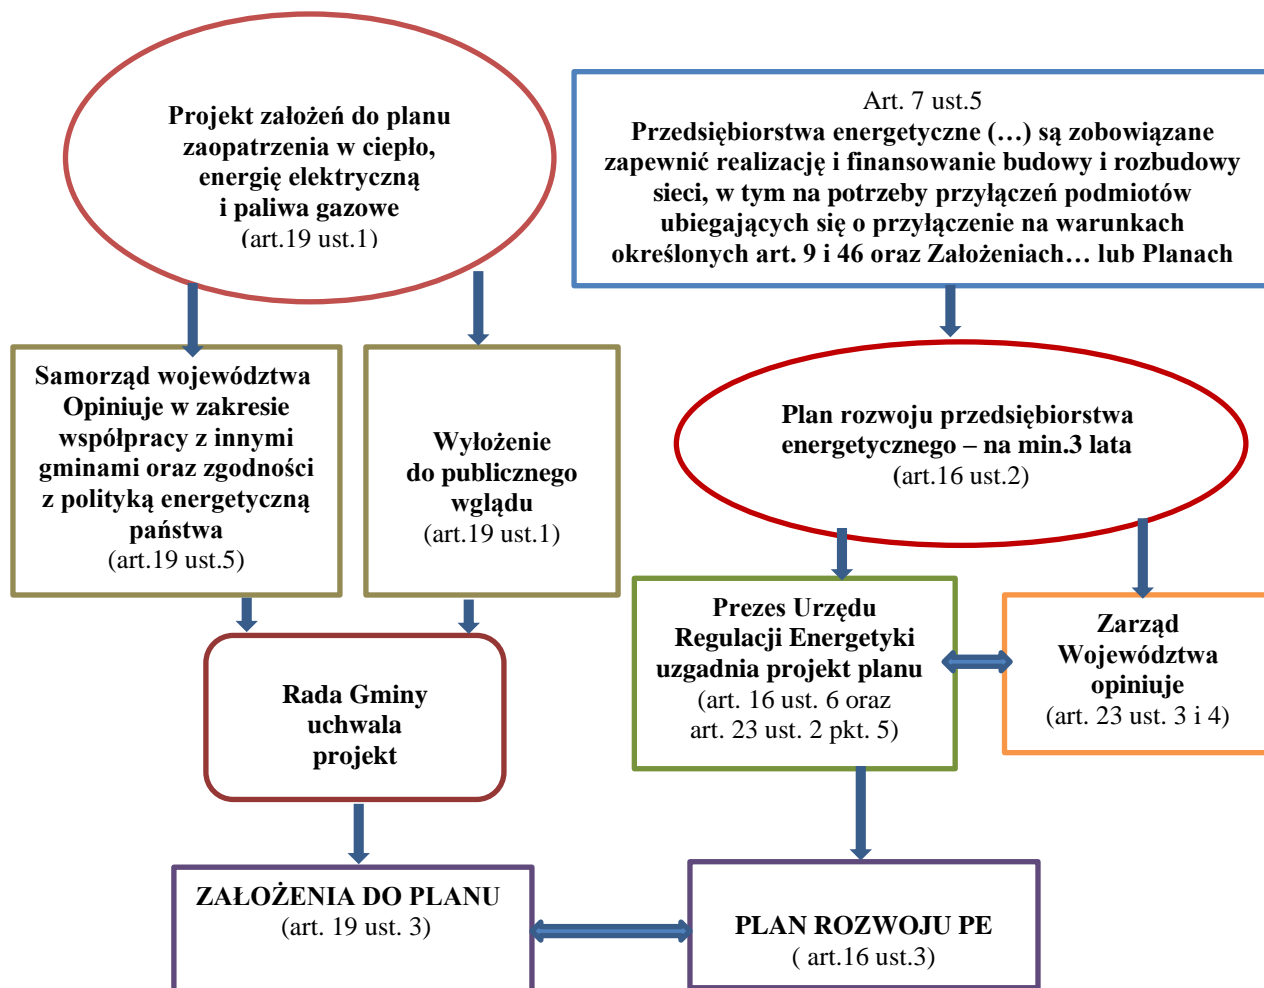 Projekt założeń do planu
zaopatrzenia w ciepło,
energię elektryczną
i paliwa gazowe
(art.19 ust.1)
Art. 7 ust.5
Przedsiębiorstwa energetyczne (…) są zobowiązane
zapewnić realizację i finansowanie budowy i rozbudowy
sieci, w tym na potrzeby przyłączeń podmiotów
ubiegających się o przyłączenie na warunkach
określonych art. 9 i 46 oraz Założeniach… lub Planach
Samorząd województwa
Opiniuje w zakresie
współpracy z innymi
gminami oraz zgodności
z polityką energetyczną
państwa
(art.19 ust.5)
Wyłożenie
do publicznego
wglądu
(art.19 ust.1)
Plan rozwoju przedsiębiorstwa
energetycznego – na min.3 lata
(art.16 ust.2)
Rada Gminy
uchwala
projekt
Prezes Urzędu
Regulacji Energetyki
uzgadnia projekt planu
(art. 16 ust. 6 oraz
art. 23 ust. 2 pkt. 5)
Zarząd
Województwa
opiniuje
(art. 23 ust. 3 i 4)
ZAŁOŻENIA DO PLANU
(art. 19 ust. 3)
PLAN ROZWOJU PE
( art.16 ust.3)